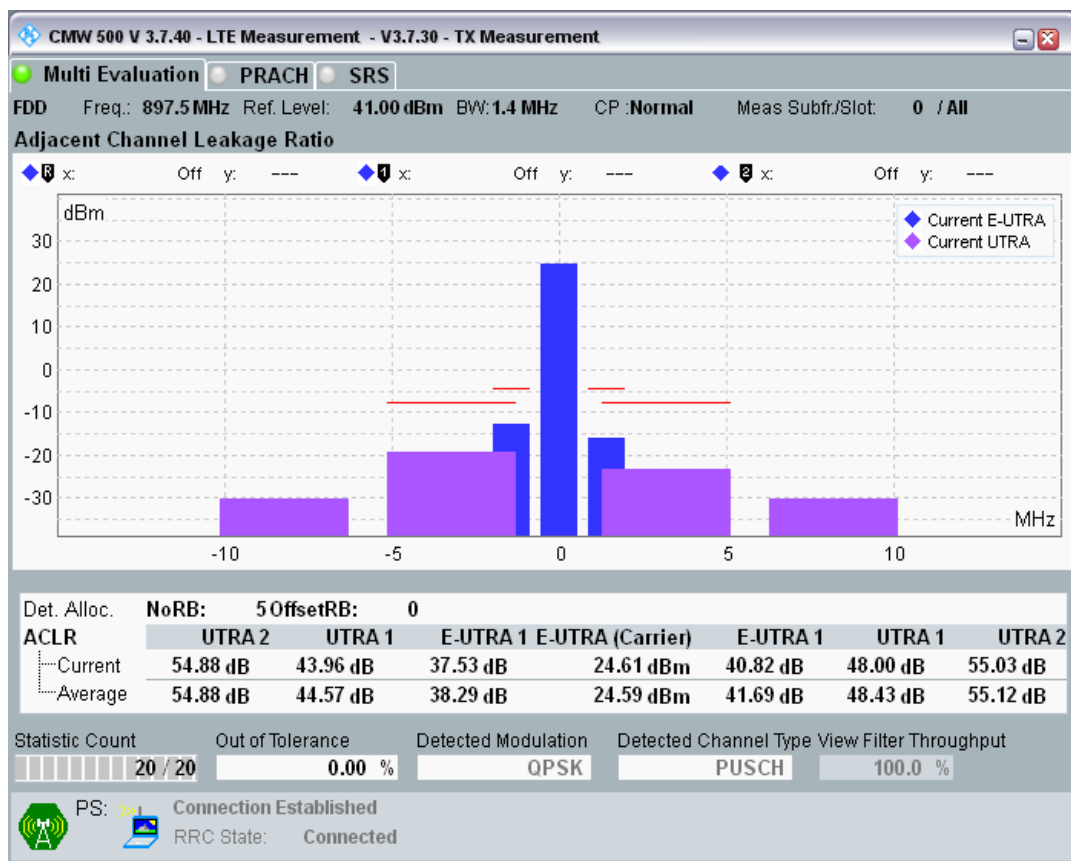 CMW 500 V 3.7.40 - LTE Measurement - V3.7.30 - TX Measurement
Multi Evaluation PRACH SRS
FDD Freq.: 897.5 MHz Ref. Level: 41.00 dBm BW: 1.4 MHz CP :Normal Meas Subfr./Slot: 0 / All
Adjacent Channel Leakage Ratio
R x: Off y: --- 1 x: Off y: --- 2 x: Off y: ---
dBm
Current E-UTRA
Current UTRA
30
20
10
0
-10
-20
-30
MHz
-10 -5 0 5 10
Det. Alloc. NoRB: 5 OffsetRB: 0
ACLR UTRA 2 UTRA 1 E-UTRA 1 E-UTRA (Carrier) E-UTRA 1 UTRA 1 UTRA 2
Current 54.88 dB 43.96 dB 37.53 dB 24.61 dBm 40.82 dB 48.00 dB 55.03 dB
Average 54.88 dB 44.57 dB 38.29 dB 24.59 dBm 41.69 dB 48.43 dB 55.12 dB
Statistic Count Out of Tolerance Detected Modulation Detected Channel Type View Filter Throughput
20 / 20 0.00 % QPSK PUSCH 100.0 %
PS: Connection Established
RRC State: Connected